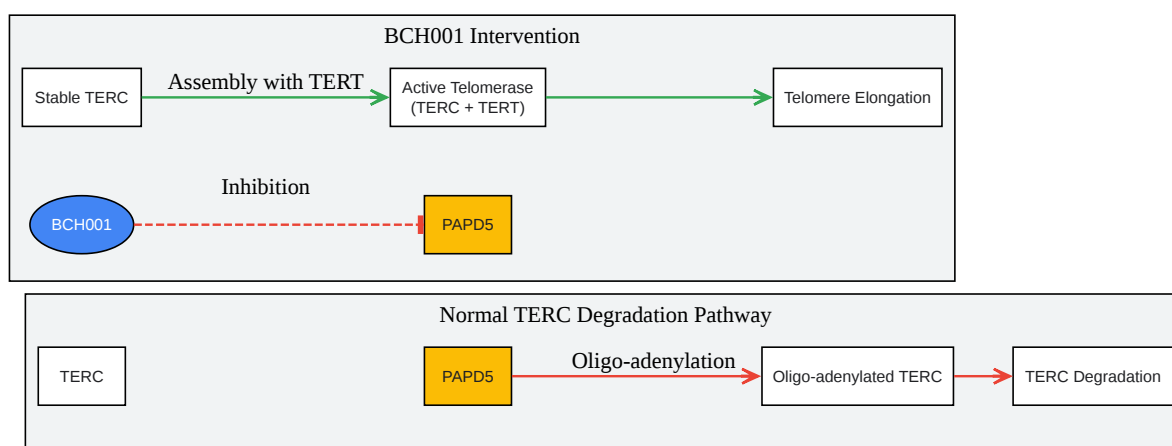 BCH001 Intervention
Stable TERC
Assembly with TERT
Active Telomerase
(TERC + TERT)
Telomere Elongation
BCH001
Inhibition
PAPD5
Normal TERC Degradation Pathway
TERC
PAPD5
Oligo-adenylation
Oligo-adenylated TERC
TERC Degradation